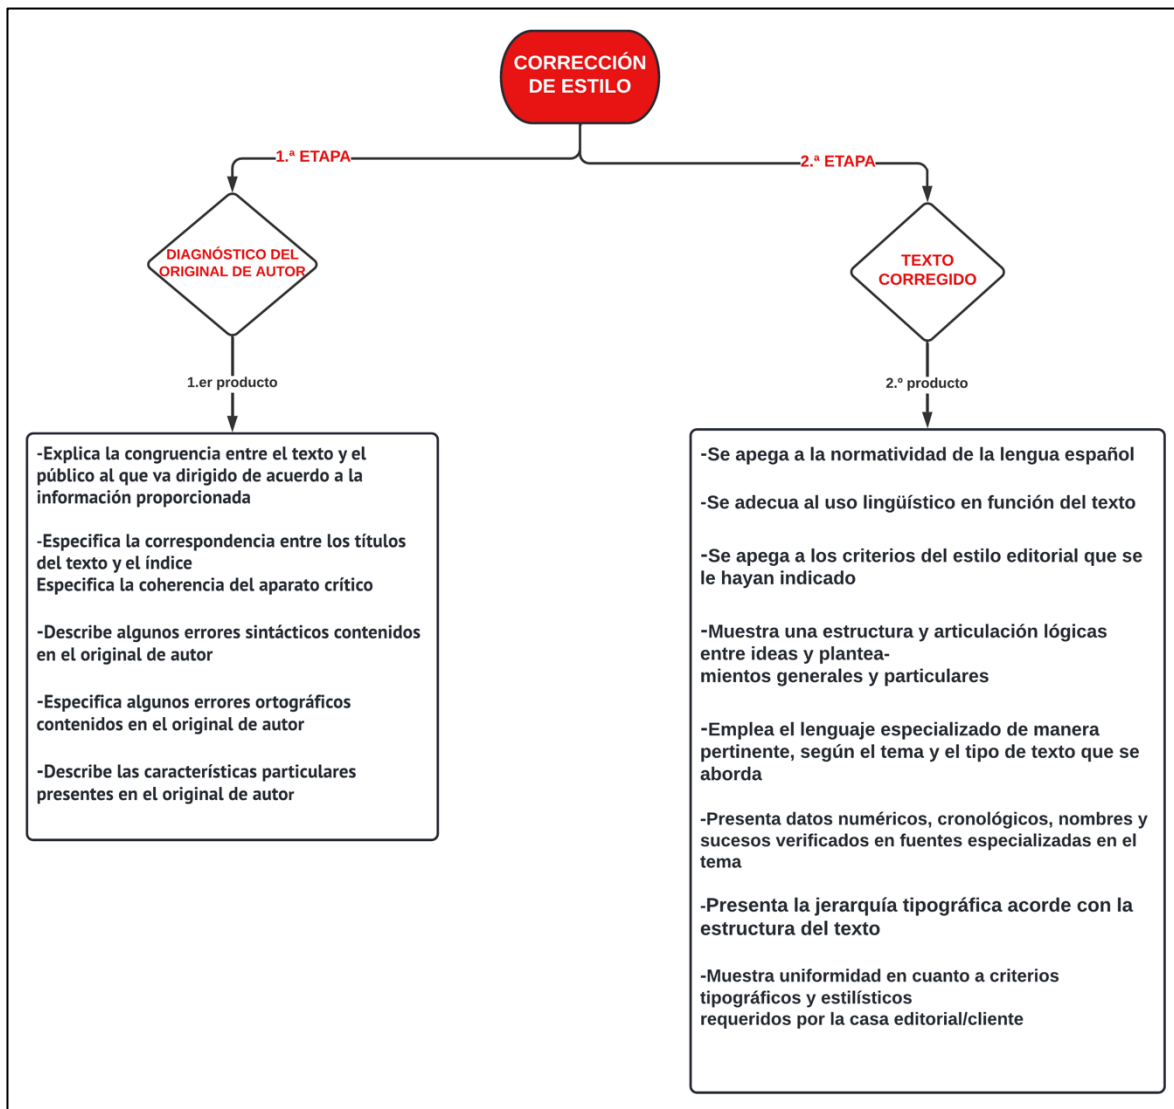 CORRECCIÓN
DE ESTILO
1.ª ETAPA
2.ª ETAPA
DIAGNÓSTICO DEL
ORIGINAL DE AUTOR
TEXTO
CORREGIDO
1.er producto
2.º producto
-Explica la congruencia entre el texto y el
público al que va dirigido de acuerdo a la
información proporcionada
-Especifica la correspondencia entre los títulos
del texto y el índice
Especifica la coherencia del aparato crítico
-Describe algunos errores sintácticos contenidos
en el original de autor
-Especifica algunos errores ortográficos
contenidos en el original de autor
-Describe las características particulares
presentes en el original de autor
-Se apega a la normatividad de la lengua español
-Se adecua al uso lingüístico en función del texto
-Se apega a los criterios del estilo editorial que se
le hayan indicado
-Muestra una estructura y articulación lógicas
entre ideas y plantea-
mientos generales y particulares
-Emplea el lenguaje especializado de manera
pertinente, según el tema y el tipo de texto que se
aborda
-Presenta datos numéricos, cronológicos, nombres y
sucesos verificados en fuentes especializadas en el
tema
-Presenta la jerarquía tipográfica acorde con la
estructura del texto
-Muestra uniformidad en cuanto a criterios
tipográficos y estilísticos
requeridos por la casa editorial/cliente